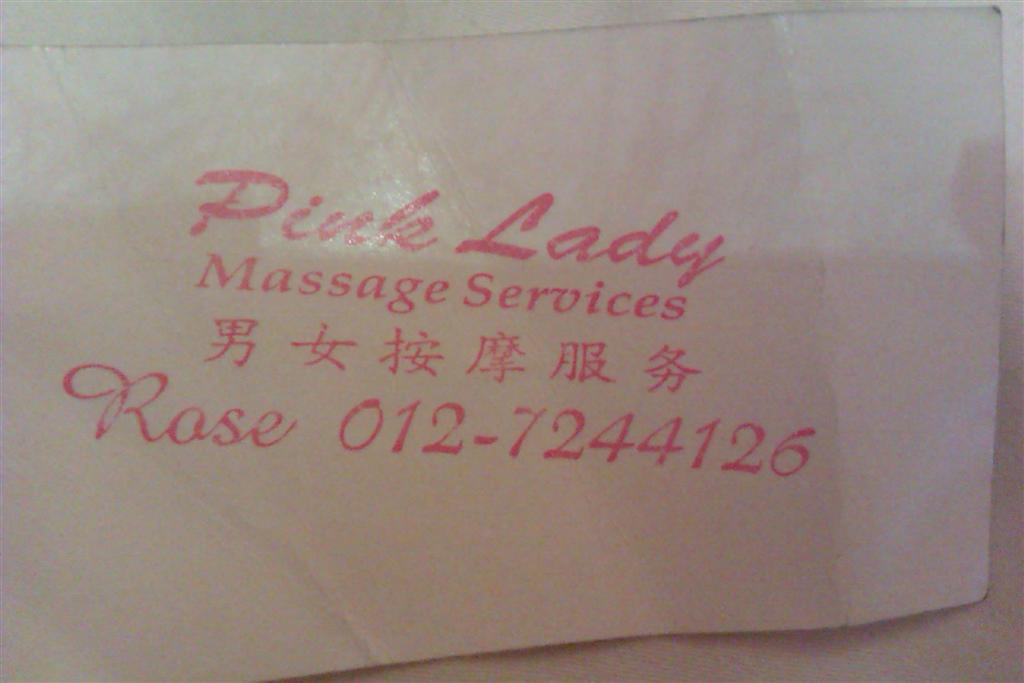 Pink Lady
Massage Services
男女按摩服务
Rose 012-7244126